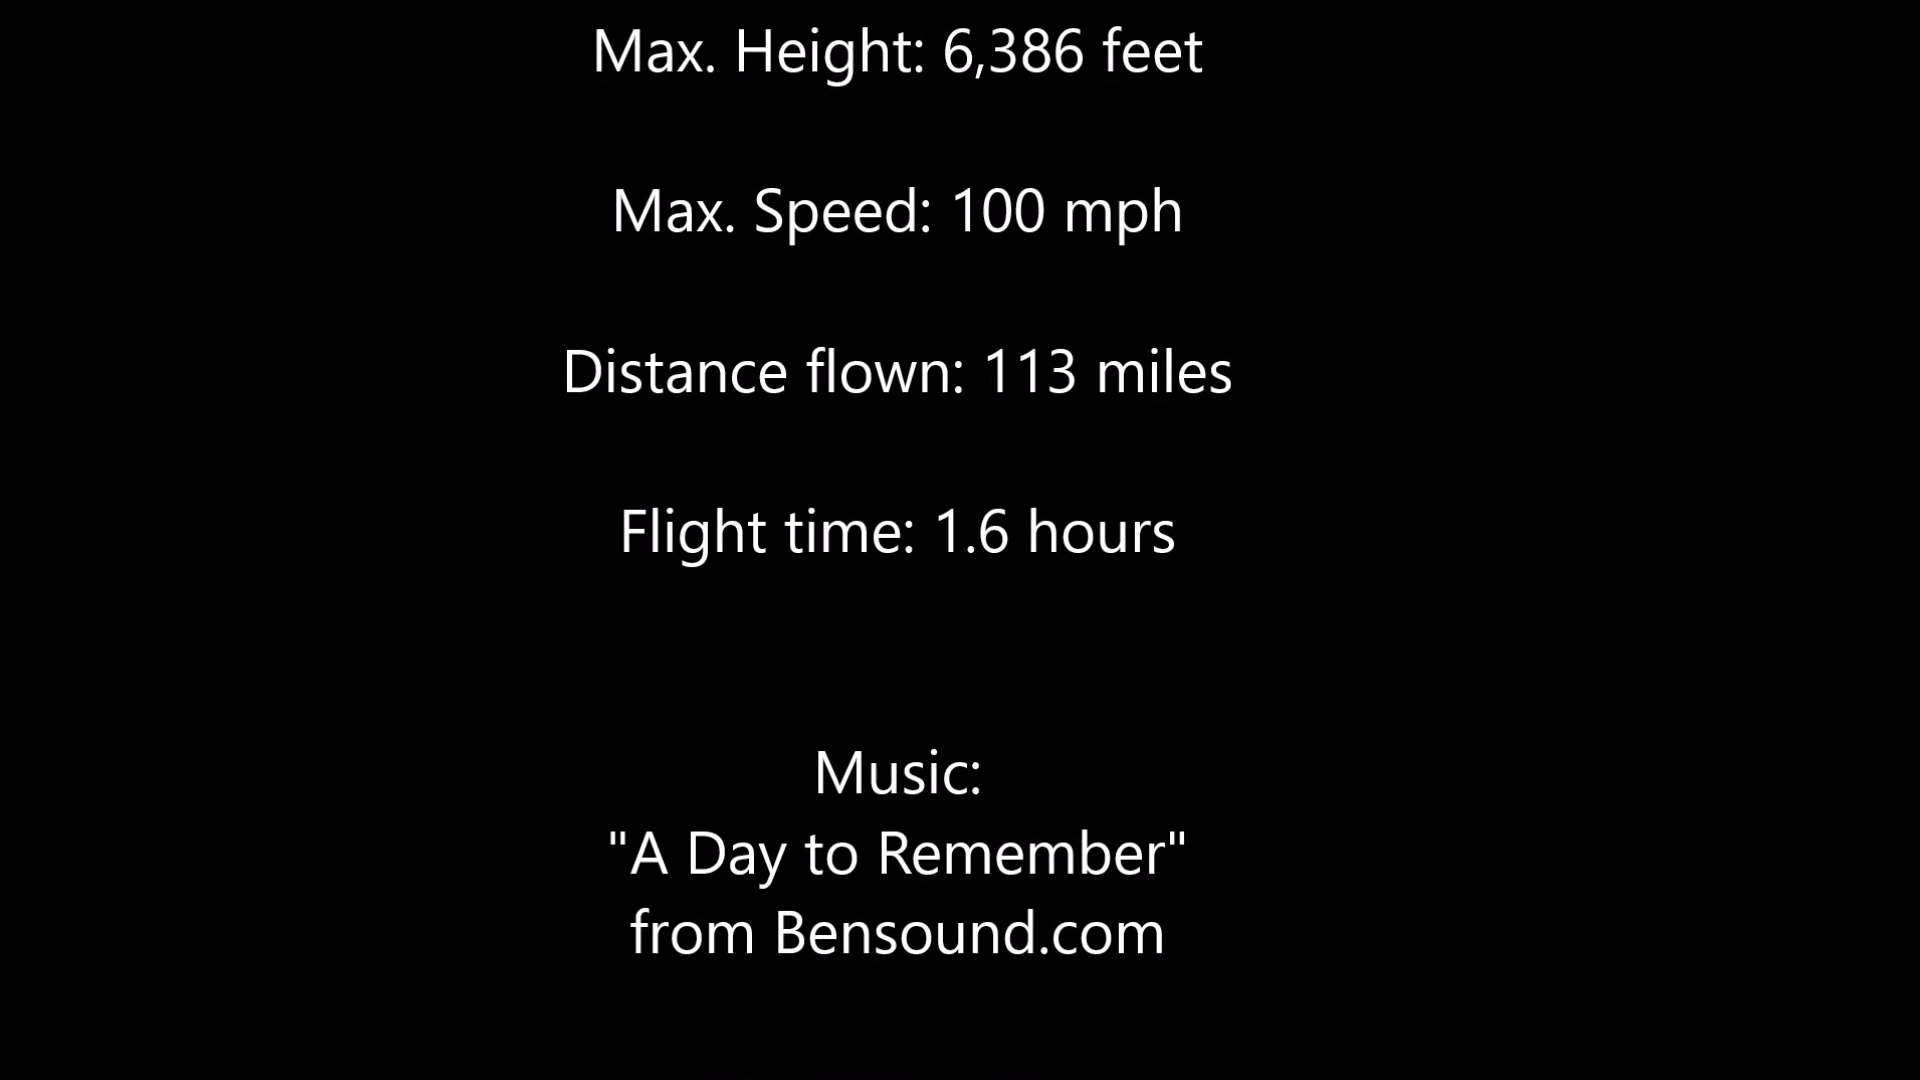 Max. Height: 6,386 feet
Max. Speed: 100 mph
Distance flown: 113 miles
Flight time: 1.6 hours
Music:
"A Day to Remember"
from Bensound.com